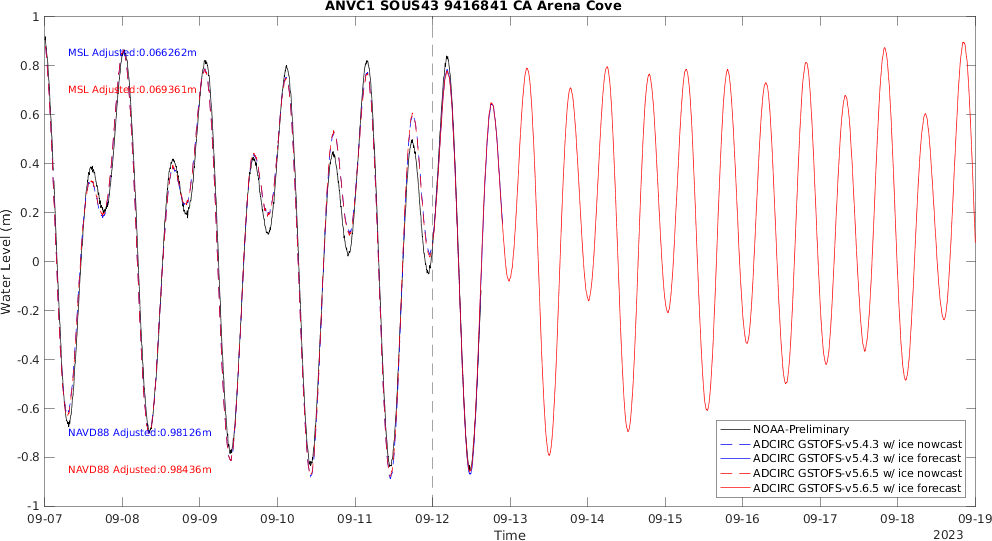 ANVC1 SOUS43 9416841 CA Arena Cove
1
0.8
0.6
0.4
0.2
0
-0.2
-0.4
-0.6
-0.8
-1
Water Level (m)
MSL Adjusted:0.066262m
MSL Adjusted:0.069361m
NAVD88 Adjusted:0.98126m
NAVD88 Adjusted:0.98436m
NOAA-Preliminary
ADCIRC GSTOFS-v5.4.3 w/ ice nowcast
ADCIRC GSTOFS-v5.4.3 w/ ice forecast
ADCIRC GSTOFS-v5.6.5 w/ ice nowcast
ADCIRC GSTOFS-v5.6.5 w/ ice forecast
09-07 09-08 09-09 09-10 09-11 09-12 09-13 09-14 09-15 09-16 09-17 09-18 09-19
Time
2023